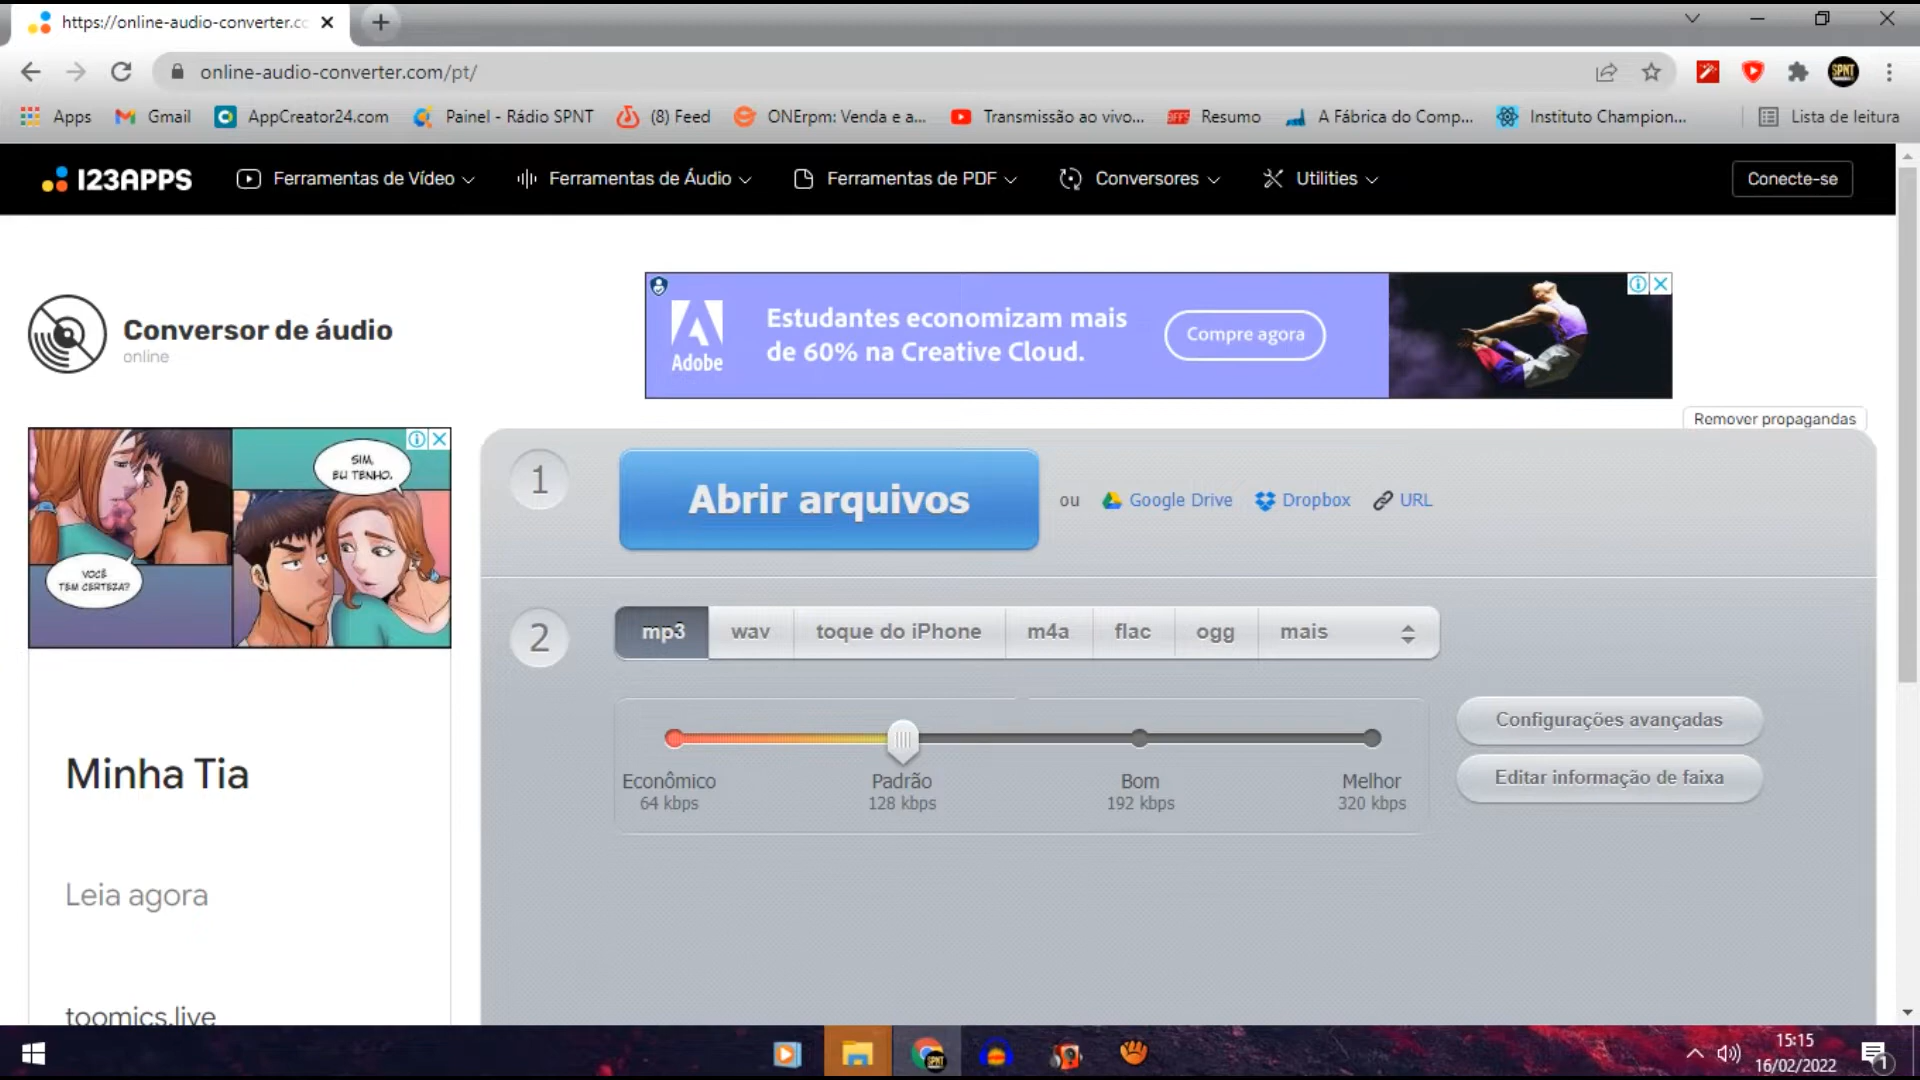 https://online-audio-converter.cc
online-audio-converter.com/pt/
Apps
Gmail
AppCreator24.com
Painel - Rádio SPNT
(8) Feed
ONErpm: Venda e a...
Transmissão ao vivo...
Resumo
A Fábrica do Comp...
Instituto Champion...
Lista de leitura
123APPS
Ferramentas de Vídeo
Ferramentas de Áudio
Ferramentas de PDF
Conversores
Utilities
Conecte-se
Conversor de áudio
online
Adobe
Estudantes economizam mais
de 60% na Creative Cloud.
Compre agora
Remover propagandas
SIM,
EU TENHO.
VOCÊ
TEM CERTEZA?
Minha Tia
Leia agora
toomics.live
1
Abrir arquivos
ou
Google Drive
Dropbox
URL
2
mp3
wav
toque do iPhone
m4a
flac
ogg
mais
Econômico
64 kbps
Padrão
128 kbps
Bom
192 kbps
Melhor
320 kbps
Configurações avançadas
Editar informação de faixa
15:15
16/02/2022
1